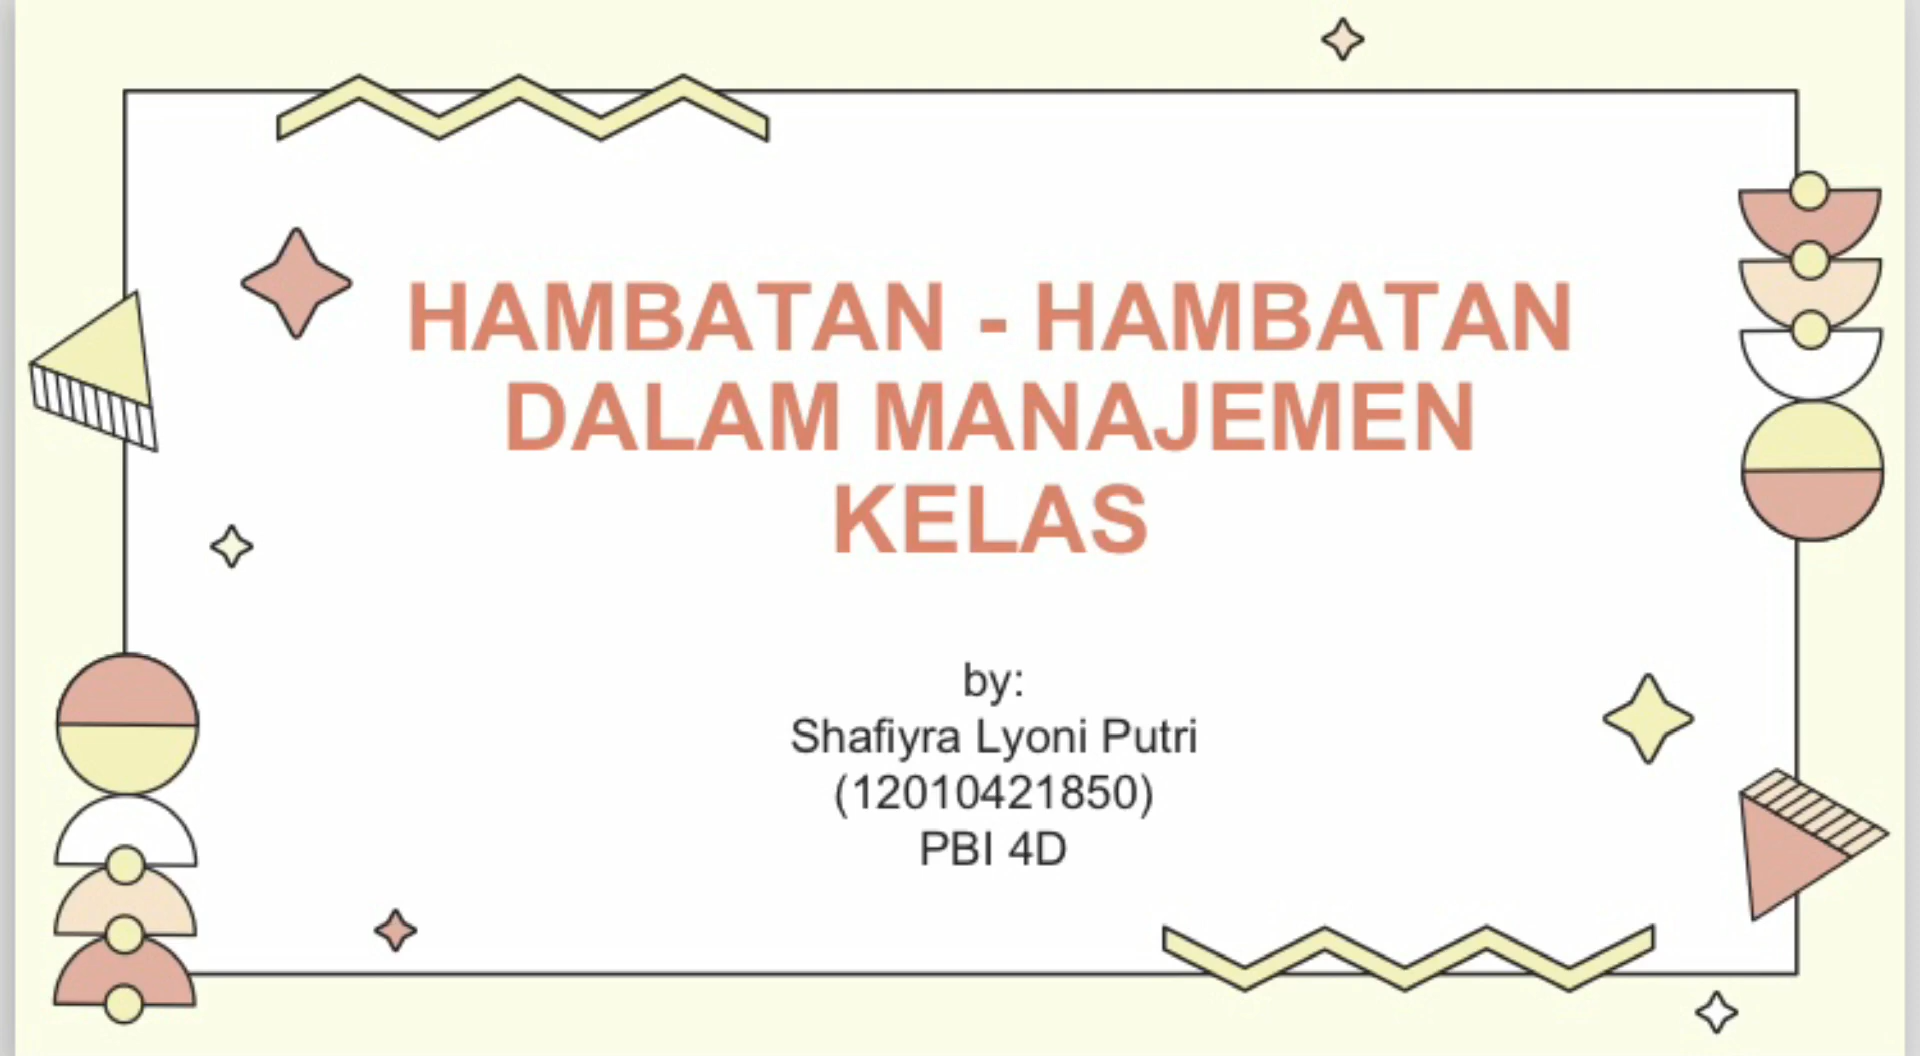 HAMBATAN - HAMBATAN
DALAM MANAJEMEN
KELAS
by:
Shafiyra Lyoni Putri
(12010421850)
PBI 4D